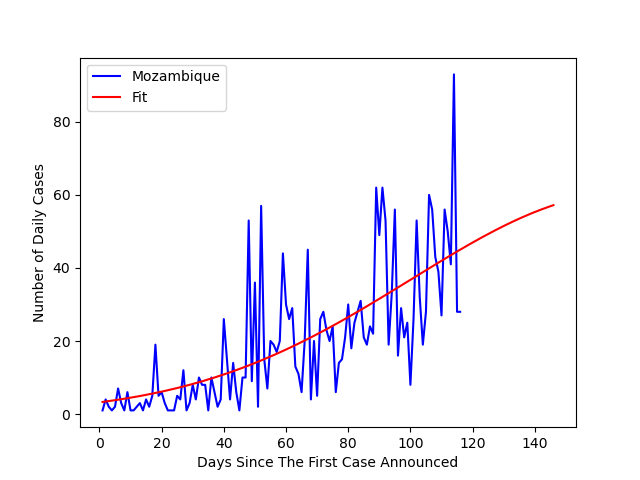 Mozambique
Fit
Number of Daily Cases
80
60
40
20
0
0 20 40 60 80 100 120 140
Days Since The First Case Announced